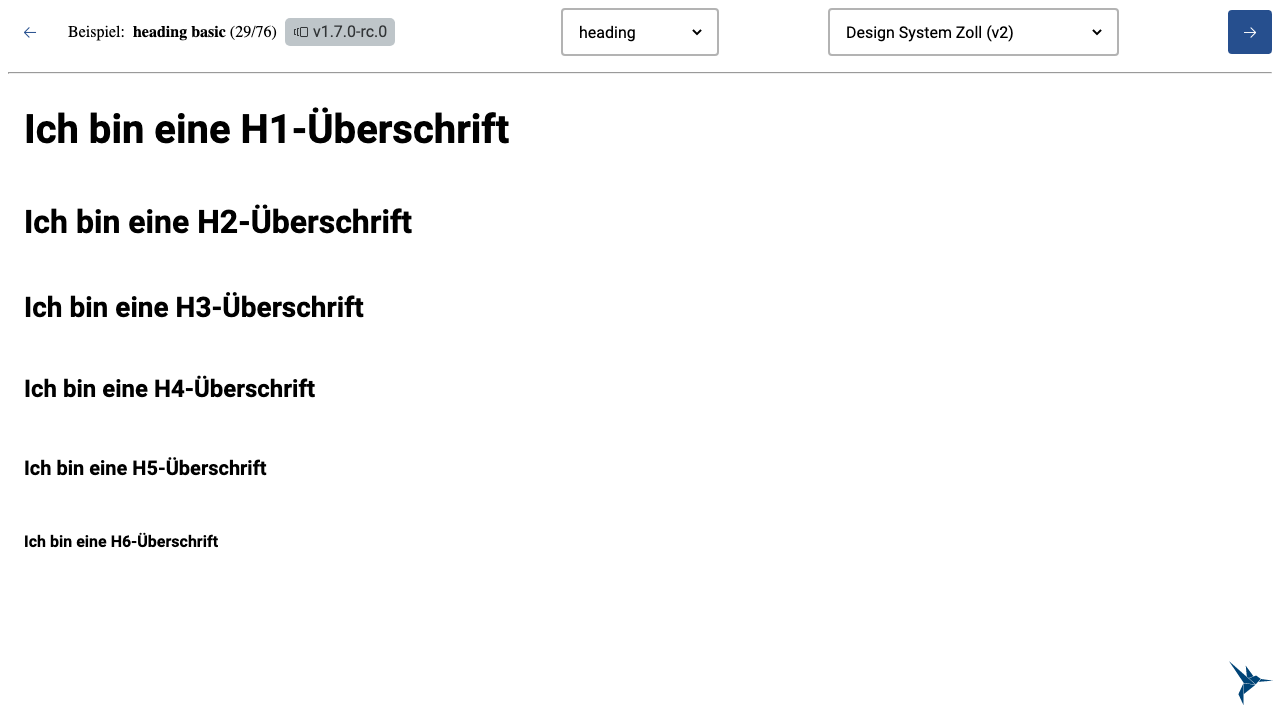 Beispiel: heading basic (29/76) v1.7.0-rc.0 heading Design System Zoll (v2)
Ich bin eine H1-Überschrift
Ich bin eine H2-Überschrift
Ich bin eine H3-Überschrift
Ich bin eine H4-Überschrift
Ich bin eine H5-Überschrift
Ich bin eine H6-Überschrift